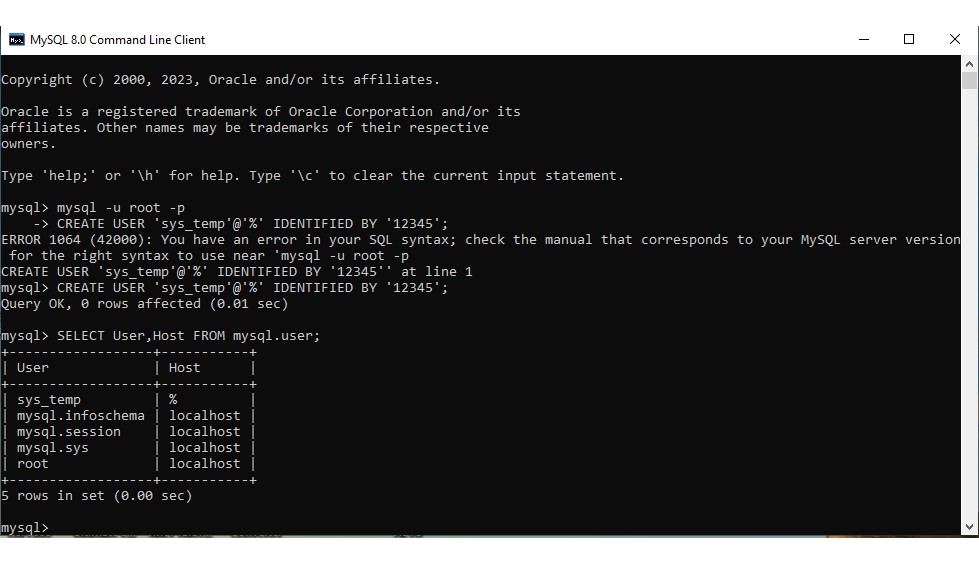 MySQL 8.0 Command Line Client
Copyright (c) 2000, 2023, Oracle and/or its affiliates.
Oracle is a registered trademark of Oracle Corporation and/or its
affiliates. Other names may be trademarks of their respective
owners.
Type 'help;' or '\h' for help. Type '\c' to clear the current input statement.
mysql> mysql -u root -p
    -> CREATE USER 'sys_temp'@'%' IDENTIFIED BY '12345';
ERROR 1064 (42000): You have an error in your SQL syntax; check the manual that corresponds to your MySQL server version
 for the right syntax to use near 'mysql -u root -p
CREATE USER 'sys_temp'@'%' IDENTIFIED BY '12345'' at line 1
mysql> CREATE USER 'sys_temp'@'%' IDENTIFIED BY '12345';
Query OK, 0 rows affected (0.01 sec)
mysql> SELECT User,Host FROM mysql.user;
+------------------+-----------+
| User             | Host      |
+------------------+-----------+
| sys_temp         | %         |
| mysql.infoschema | localhost |
| mysql.session    | localhost |
| mysql.sys        | localhost |
| root             | localhost |
+------------------+-----------+
5 rows in set (0.00 sec)
mysql>